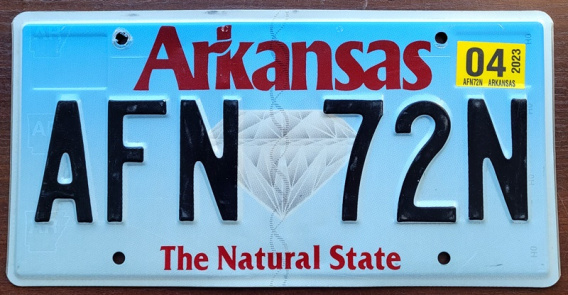 Arkansas
04
2023
AFN72N ARKANSAS
AFN 72N
The Natural State